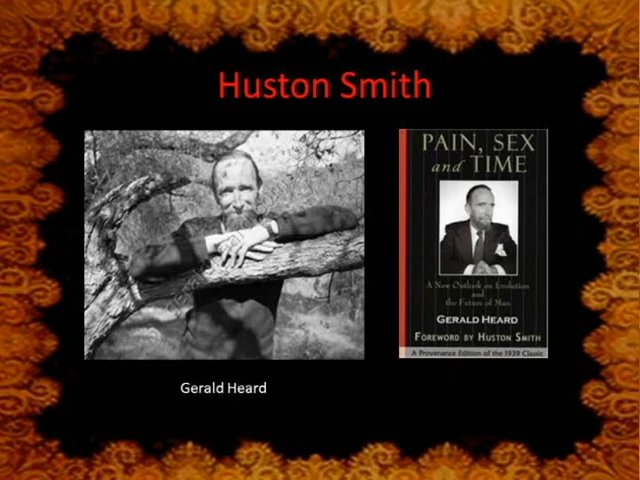 Huston Smith
PAIN, SEX
and TIME
A New Outlook on Evolution
and
the Future of Man
GERALD HEARD
FOREWORD BY HUSTON SMITH
A Provenance Edition of the 1939 Classic
Gerald Heard